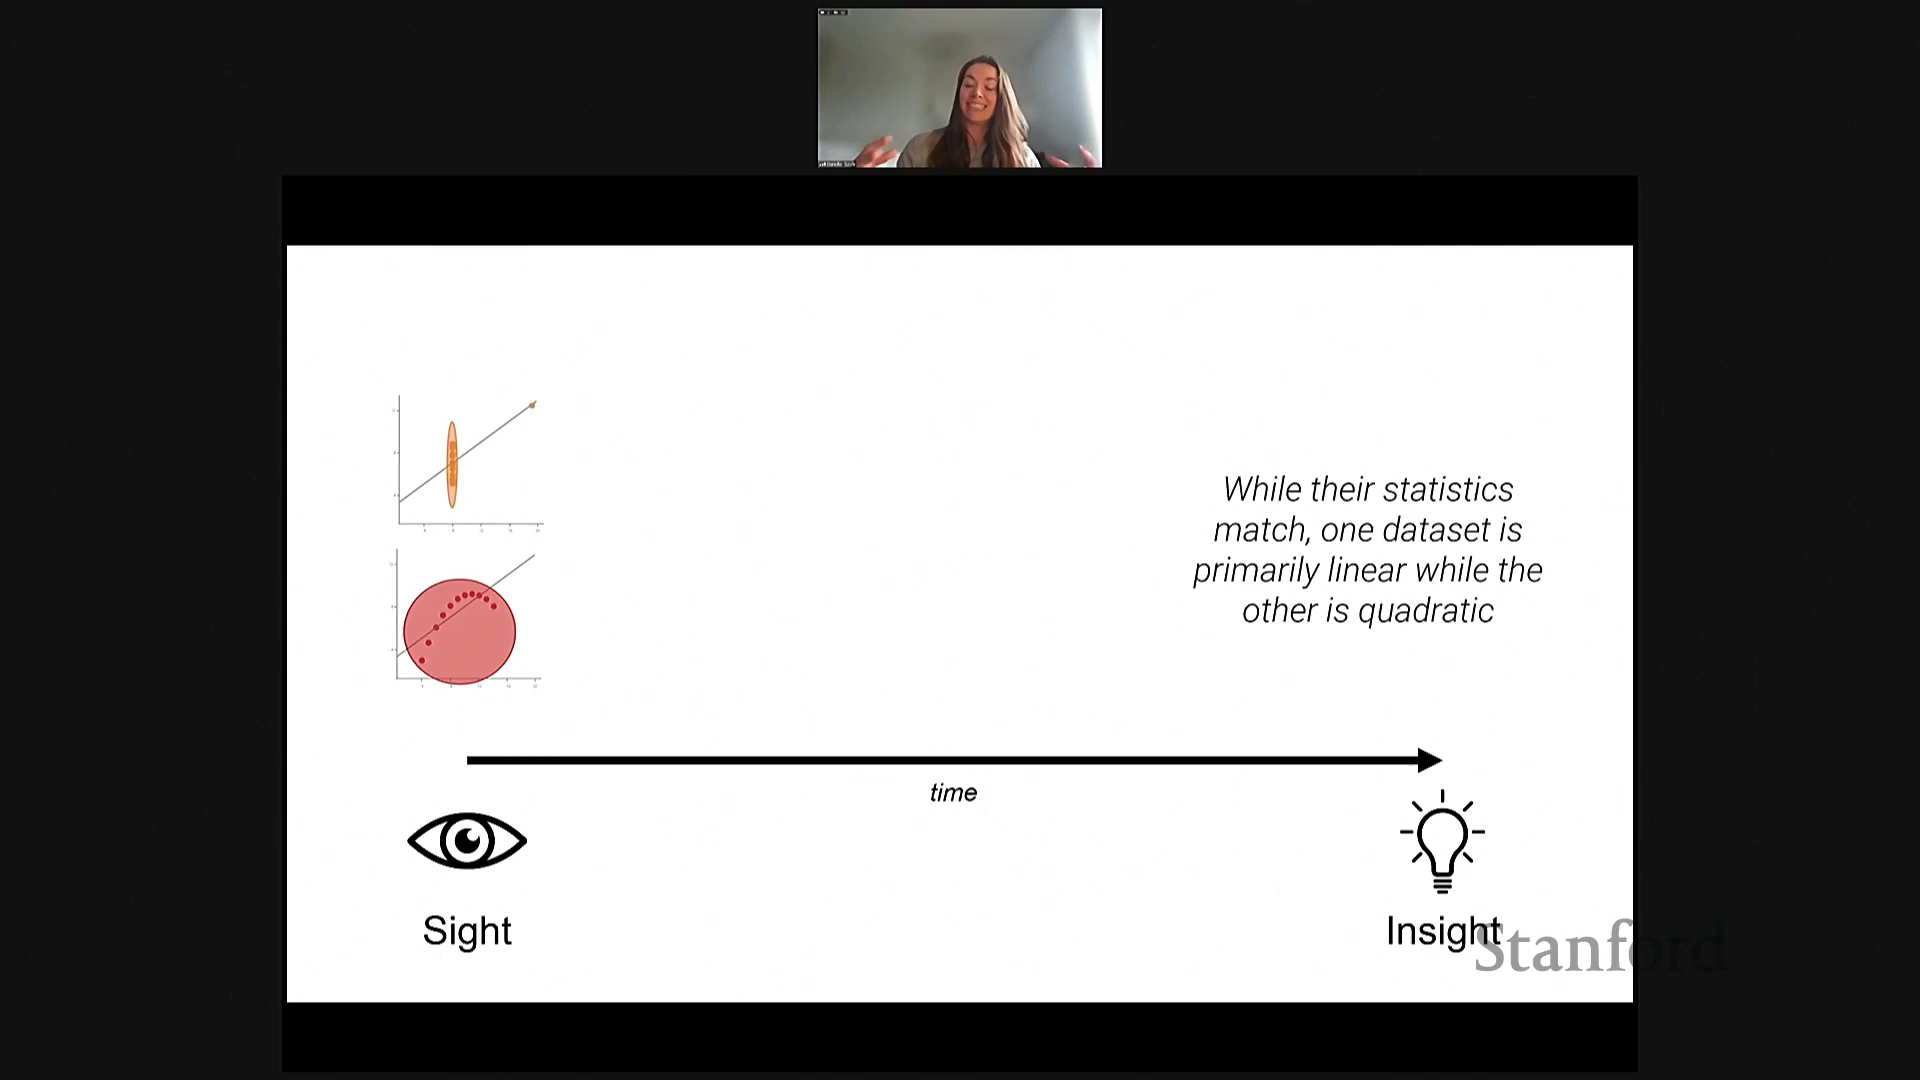 While their statistics
match, one dataset is
primarily linear while the
other is quadratic
time
Sight
Insight
Stanford